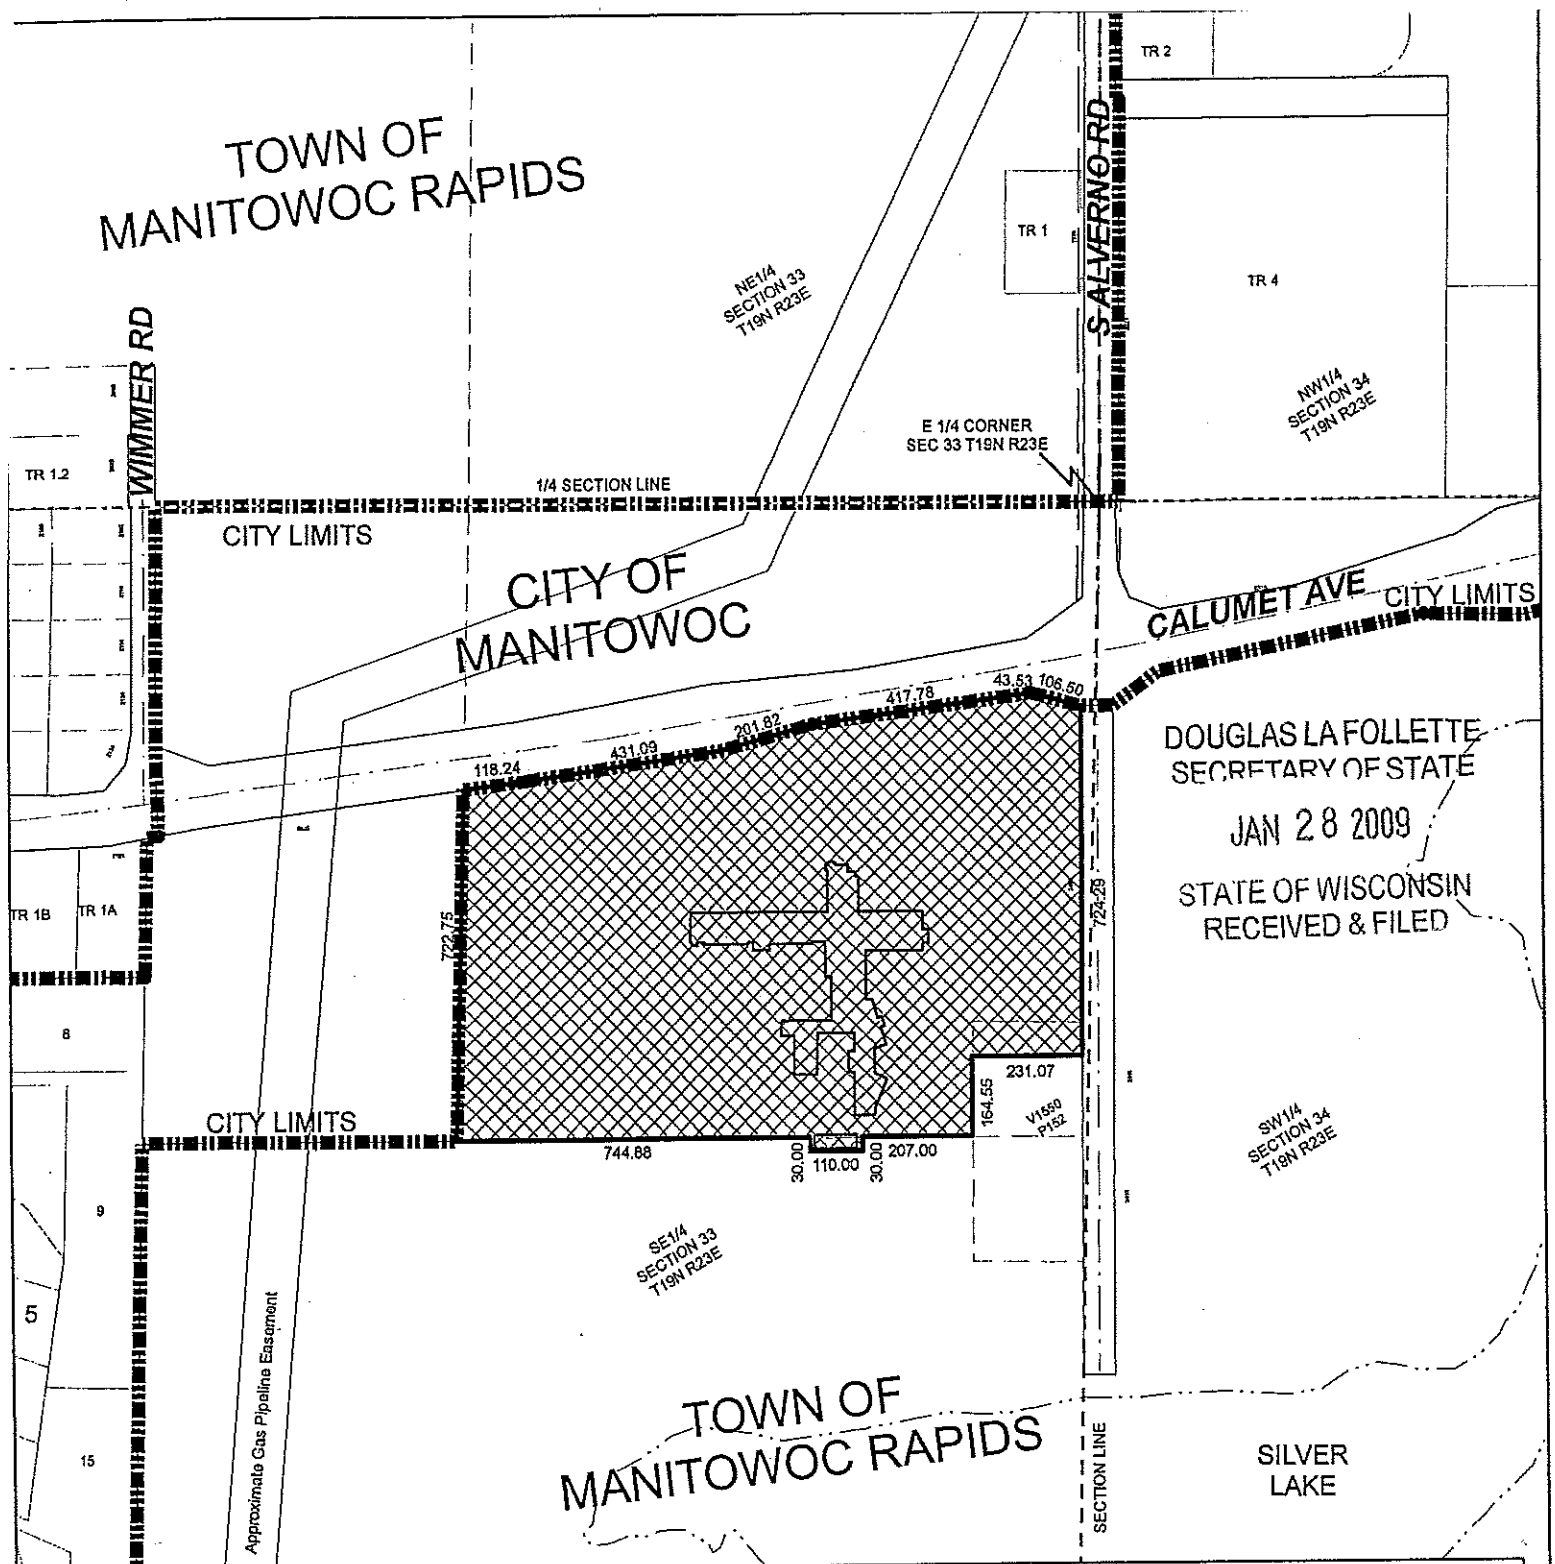 TR 2
TOWN OF
MANITOWOC RAPIDS
S ALVERNO RD
TR 1
TR 4
NE1/4
SECTION 33
T19N R23E
WIMMER RD
NW1/4
SECTION 34
T19N R23E
E 1/4 CORNER
SEC 33 T19N R23E
TR 1.2
1/4 SECTION LINE
CITY LIMITS
CITY OF
MANITOWOC
CALUMET AVE
CITY LIMITS
118.24
431.09
201.82
417.78
43.53
106.50
DOUGLAS LA FOLLETTE
SECRETARY OF STATE
JAN 28 2009
STATE OF WISCONSIN
RECEIVED & FILED
TR 1B
TR 1A
722.75
724.29
8
231.07
164.55
V1550
P152
CITY LIMITS
744.88
30.00
110.00
30.00
207.00
SW1/4
SECTION 34
T19N R23E
9
SE1/4
SECTION 33
T19N R23E
5
Approximate Gas Pipeline Easement
TOWN OF
MANITOWOC RAPIDS
15
SECTION LINE
SILVER
LAKE